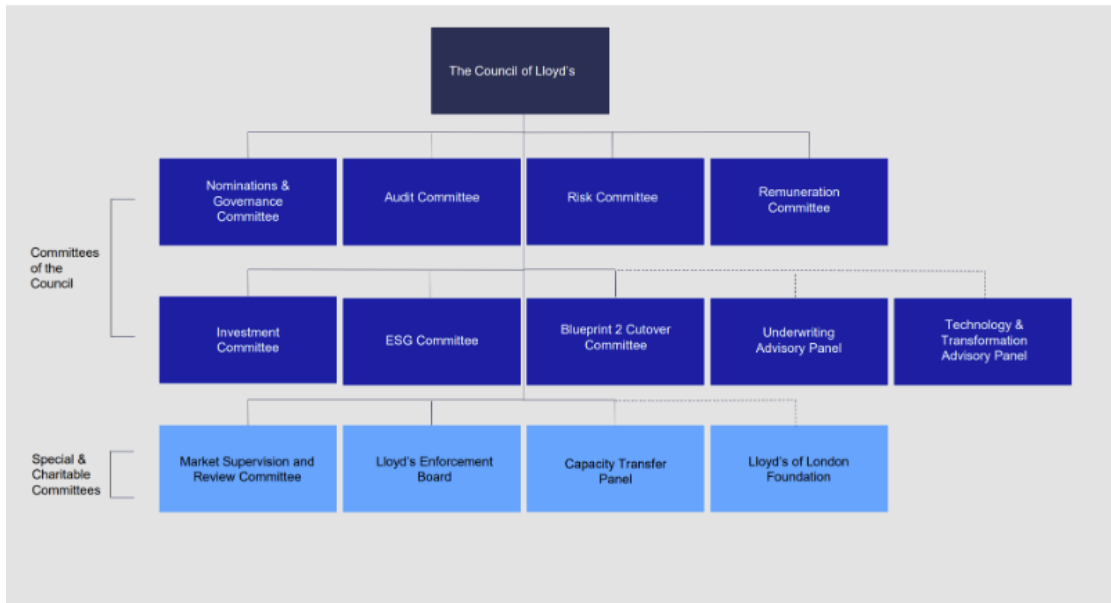 The Council of Lloyd's
Nominations &
Governance
Committee
Audit Committee
Risk Committee
Remuneration
Committee
Committees
of the
Council
Investment
Committee
ESG Committee
Blueprint 2 Cutover
Committee
Underwriting
Advisory Panel
Technology &
Transformation
Advisory Panel
Special &
Charitable
Committees
Market Supervision and
Review Committee
Lloyd's Enforcement
Board
Capacity Transfer
Panel
Lloyd's of London
Foundation